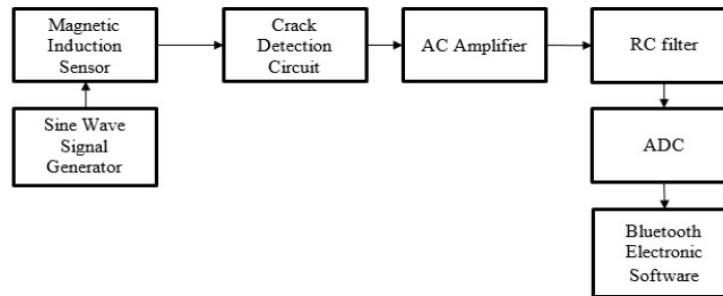 Magnetic
Induction
Sensor
Crack
Detection
Circuit
AC Amplifier
RC filter
Sine Wave
Signal
Generator
ADC
Bluetooth
Electronic
Software